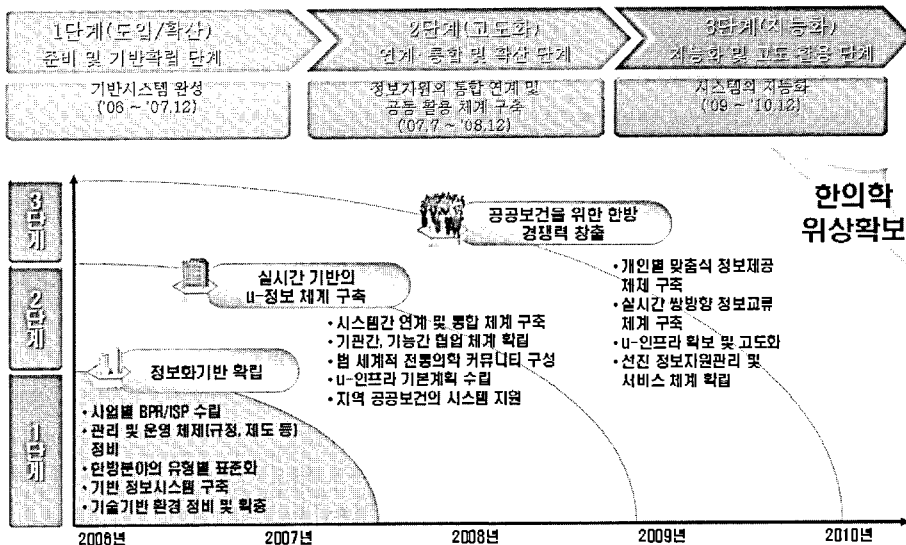 1단계(도입/확산)
준비 및 기반확립 단계
2단계(고도화)
연계·통합 및 확산 단계
3단계(지능화)
지능화 및 고도 활용 단계
기반시스템 완성
('06 ~ '07.12)
정보자원의 통합 연계 및
공동 활용 체계 구축
('07.7 ~ '08.12)
시스템의 지능화
('09 ~ '10.12)
한의학
위상확보
3단계
공공보건을 위한 한방
경쟁력 창출
• 개인별 맞춤식 정보제공
체제 구축
• 실시간 쌍방향 정보교류
체계 구축
• u-인프라 확보 및 고도화
• 선진 정보자원관리 및
서비스 체계 확립
2단계
실시간 기반의
u-정보 체계 구축
• 시스템간 연계 및 통합 체계 구축
• 기관간, 기능간 협업 체계 확립
• 범 세계적 전통의학 커뮤니티 구성
• u-인프라 기본계획 수립
• 지역 공공보건의 시스템 지원
1단계
정보화기반 확립
• 사업별 BPR/ISP 수립
• 관리 및 운영 체제(규정, 제도 등)
정비
• 한방분야의 유형별 표준화
• 기반 정보시스템 구축
• 기술기반 환경 정비 및 확충
2006년
2007년
2008년
2009년
2010년